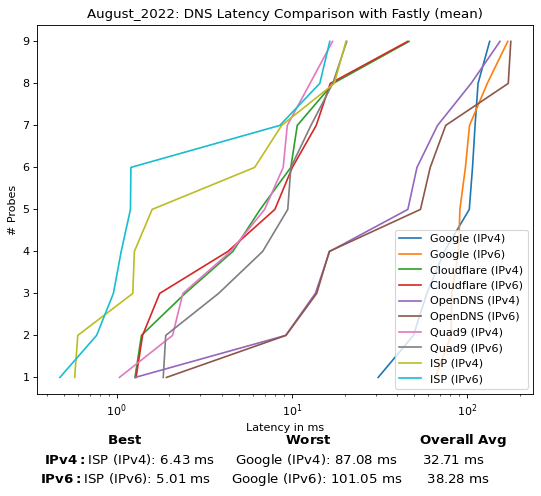 August_2022: DNS Latency Comparison with Fastly (mean)
9
8
7
6
5
4
3
2
1
# Probes
Google (IPv4)
Google (IPv6)
Cloudflare (IPv4)
Cloudflare (IPv6)
OpenDNS (IPv4)
OpenDNS (IPv6)
Quad9 (IPv4)
Quad9 (IPv6)
ISP (IPv4)
ISP (IPv6)
10⁰ 10¹ 10²
Latency in ms
Best Worst Overall Avg
IPv4: ISP (IPv4): 6.43 ms Google (IPv4): 87.08 ms 32.71 ms
IPv6: ISP (IPv6): 5.01 ms Google (IPv6): 101.05 ms 38.28 ms